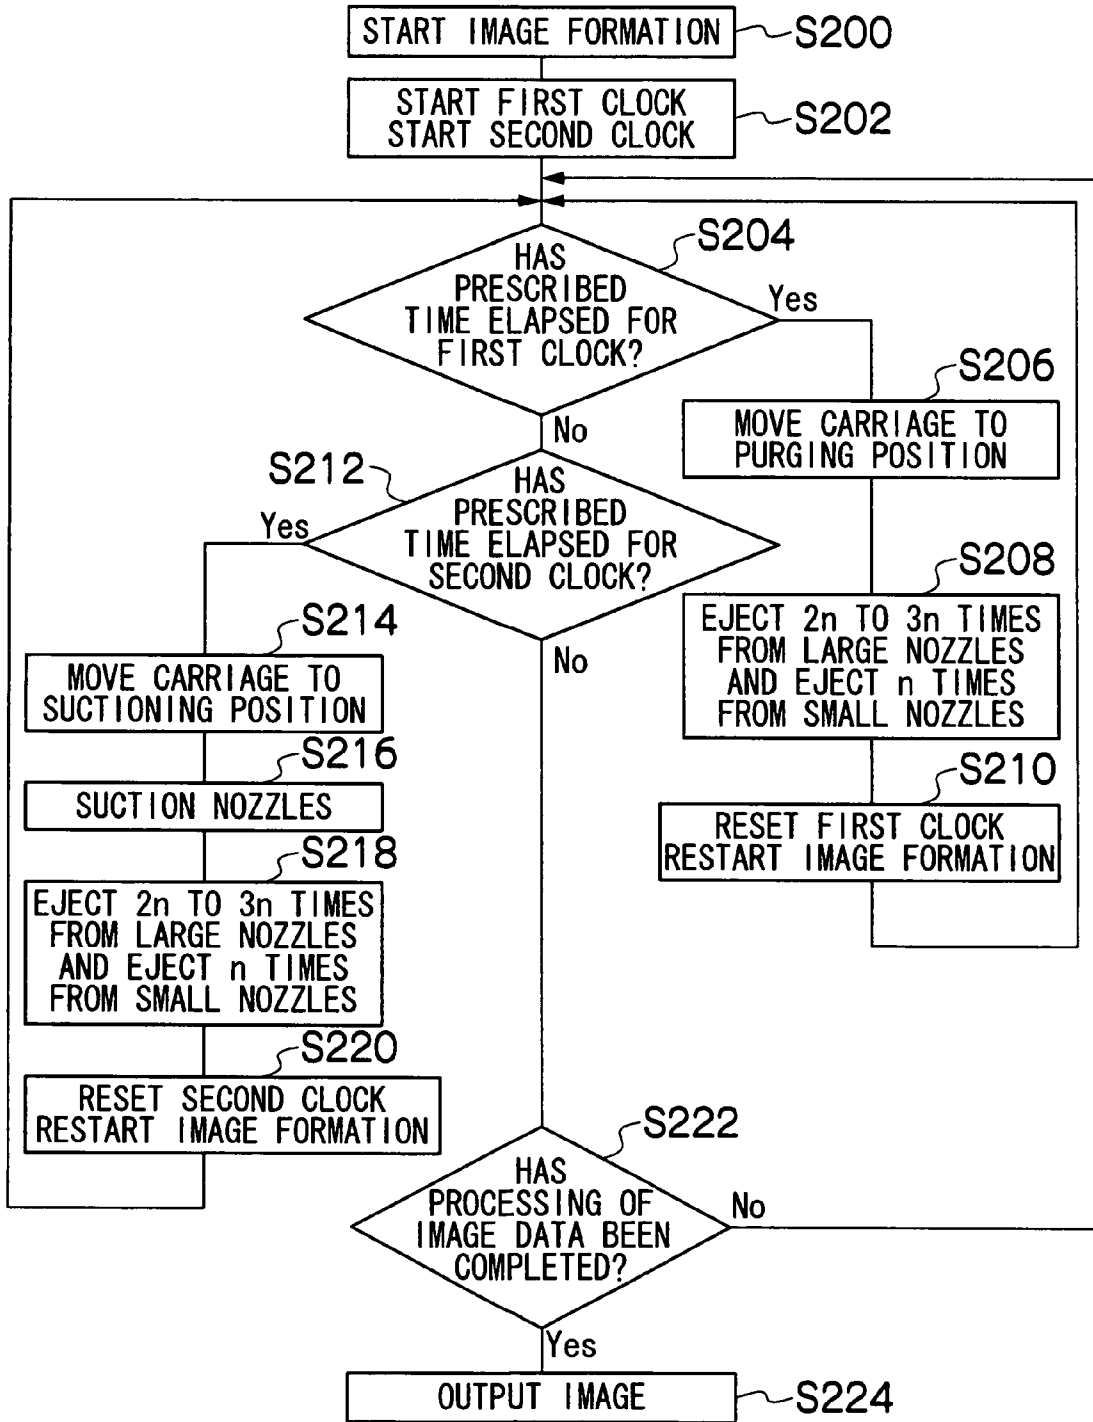 START IMAGE FORMATION
S200
START FIRST CLOCK
START SECOND CLOCK
S202
S204
HAS
PRESCRIBED
TIME ELAPSED FOR
FIRST CLOCK?
Yes
No
S206
MOVE CARRIAGE TO
PURGING POSITION
S208
EJECT 2n TO 3n TIMES
FROM LARGE NOZZLES
AND EJECT n TIMES
FROM SMALL NOZZLES
S210
RESET FIRST CLOCK
RESTART IMAGE FORMATION
S212
HAS
PRESCRIBED
TIME ELAPSED FOR
SECOND CLOCK?
Yes
No
S214
MOVE CARRIAGE TO
SUCTIONING POSITION
S216
SUCTION NOZZLES
S218
EJECT 2n TO 3n TIMES
FROM LARGE NOZZLES
AND EJECT n TIMES
FROM SMALL NOZZLES
S220
RESET SECOND CLOCK
RESTART IMAGE FORMATION
S222
HAS
PROCESSING OF
IMAGE DATA BEEN
COMPLETED?
No
Yes
OUTPUT IMAGE
S224